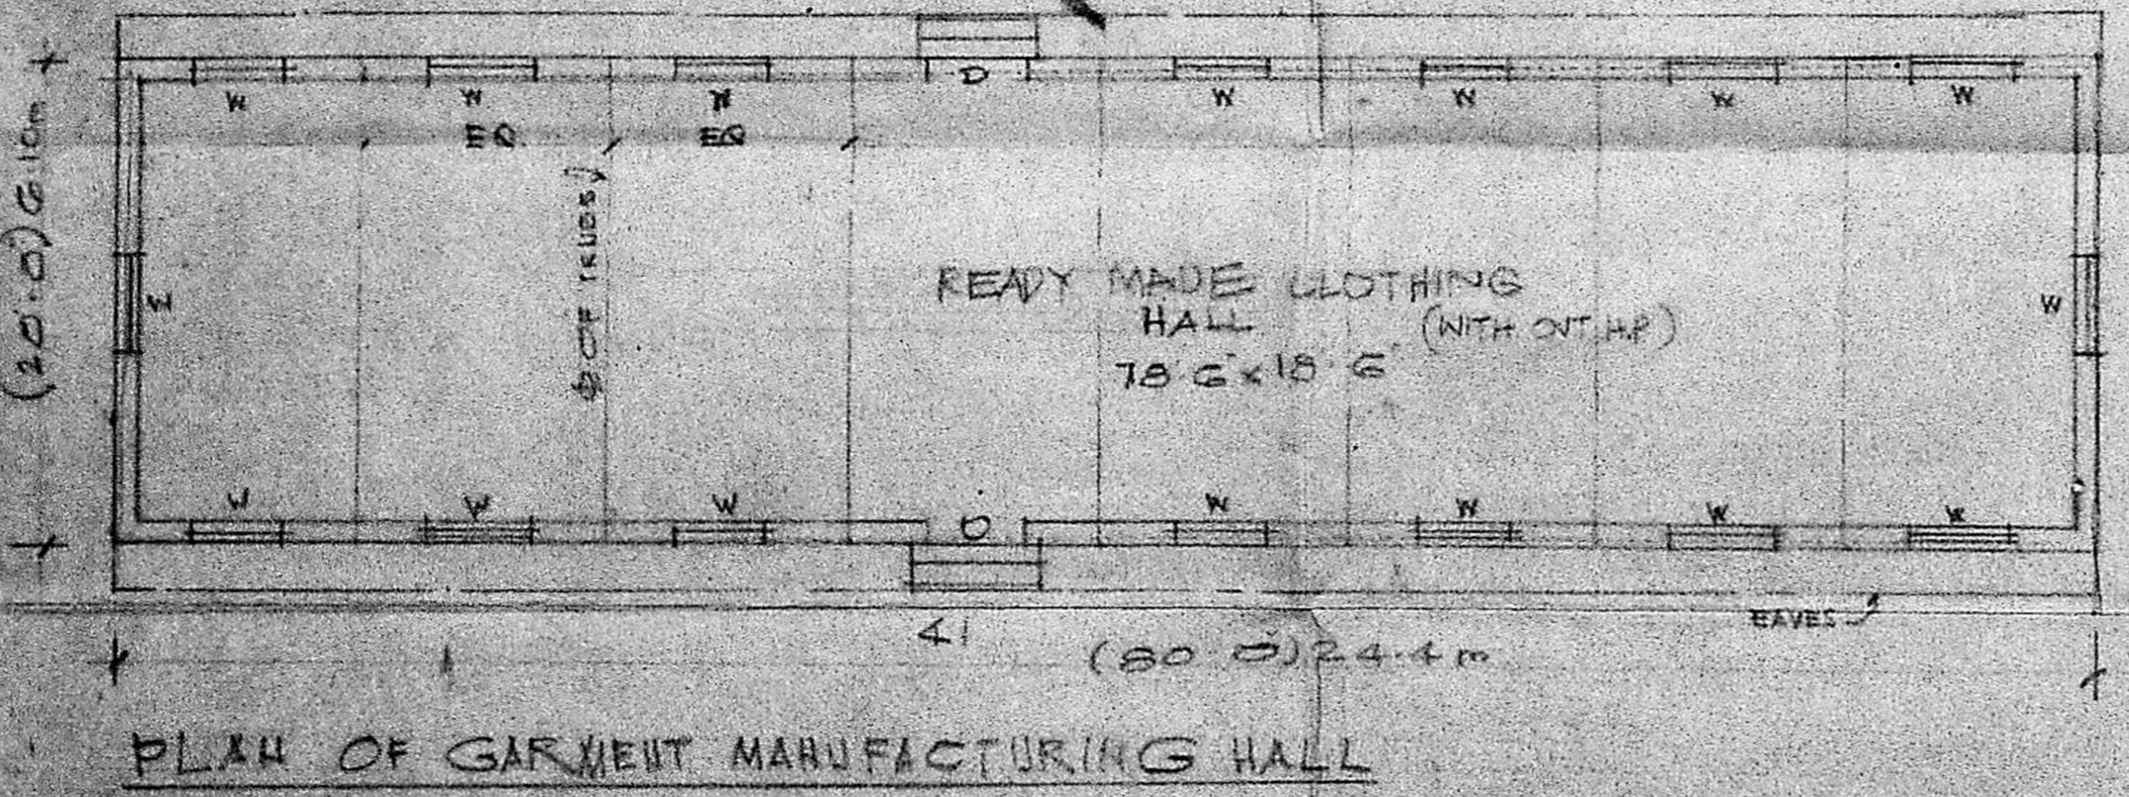 D
W W W W W W W
EQ EQ
(20'.0") 6.10m
₵ OF TRUSS
W
READY MADE CLOTHING
HALL (WITH OUT H.P)
78'6"x18'6"
W
W W W D W W W W
EAVES
41
(80'0") 24.4m
PLAN OF GARMENT MANUFACTURING HALL